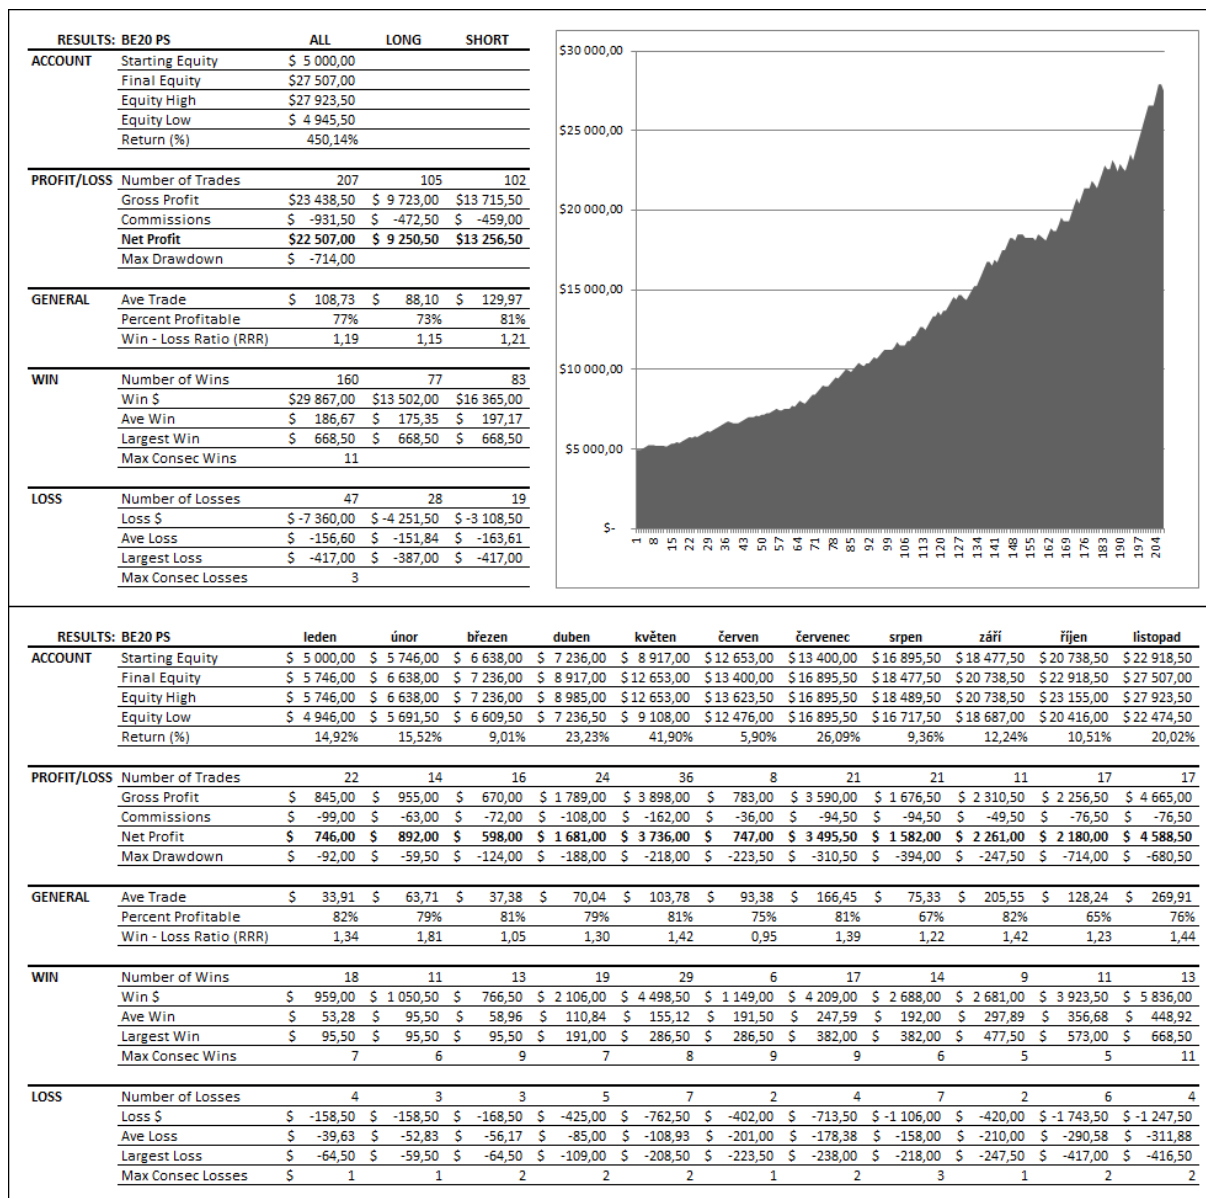 RESULTS: BE20 PS ALL LONG SHORT
ACCOUNT Starting Equity $ 5 000,00
Final Equity $27 507,00
Equity High $27 923,50
Equity Low $ 4 945,50
Return (%) 450,14%
PROFIT/LOSS Number of Trades 207 105 102
Gross Profit $23 438,50 $ 9 723,00 $13 715,50
Commissions $ -931,50 $ -472,50 $ -459,00
Net Profit $22 507,00 $ 9 250,50 $13 256,50
Max Drawdown $ -714,00
GENERAL Ave Trade $ 108,73 $ 88,10 $ 129,97
Percent Profitable 77% 73% 81%
Win - Loss Ratio (RRR) 1,19 1,15 1,21
WIN Number of Wins 160 77 83
Win $ $29 867,00 $13 502,00 $16 365,00
Ave Win $ 186,67 $ 175,35 $ 197,17
Largest Win $ 668,50 $ 668,50 $ 668,50
Max Consec Wins 11
LOSS Number of Losses 47 28 19
Loss $ $ -7 360,00 $ -4 251,50 $ -3 108,50
Ave Loss $ -156,60 $ -151,84 $ -163,61
Largest Loss $ -417,00 $ -387,00 $ -417,00
Max Consec Losses 3
$30 000,00
$25 000,00
$20 000,00
$15 000,00
$10 000,00
$5 000,00
$-
1 8 15 22 29 36 43 50 57 64 71 78 85 92 99 106 113 120 127 134 141 148 155 162 169 176 183 190 197 204
RESULTS: BE20 PS leden únor březen duben květen červen červenec srpen září říjen listopad
ACCOUNT Starting Equity $ 5 000,00 $ 5 746,00 $ 6 638,00 $ 7 236,00 $ 8 917,00 $ 12 653,00 $ 13 400,00 $ 16 895,50 $ 18 477,50 $ 20 738,50 $ 22 918,50
Final Equity $ 5 746,00 $ 6 638,00 $ 7 236,00 $ 8 917,00 $ 12 653,00 $ 13 400,00 $ 16 895,50 $ 18 477,50 $ 20 738,50 $ 22 918,50 $ 27 507,00
Equity High $ 5 746,00 $ 6 638,00 $ 7 236,00 $ 8 985,00 $ 12 653,00 $ 13 623,50 $ 16 895,50 $ 18 489,50 $ 20 738,50 $ 23 155,00 $ 27 923,50
Equity Low $ 4 946,00 $ 5 691,50 $ 6 609,50 $ 7 236,50 $ 9 108,00 $ 12 476,00 $ 16 895,50 $ 16 717,50 $ 18 687,00 $ 20 416,00 $ 22 474,50
Return (%) 14,92% 15,52% 9,01% 23,23% 41,90% 5,90% 26,09% 9,36% 12,24% 10,51% 20,02%
PROFIT/LOSS Number of Trades 22 14 16 24 36 8 21 21 11 17 17
Gross Profit $ 845,00 $ 955,00 $ 670,00 $ 1 789,00 $ 3 898,00 $ 783,00 $ 3 590,00 $ 1 676,50 $ 2 310,50 $ 2 256,50 $ 4 665,00
Commissions $ -99,00 $ -63,00 $ -72,00 $ -108,00 $ -162,00 $ -36,00 $ -94,50 $ -94,50 $ -49,50 $ -76,50 $ -76,50
Net Profit $ 746,00 $ 892,00 $ 598,00 $ 1 681,00 $ 3 736,00 $ 747,00 $ 3 495,50 $ 1 582,00 $ 2 261,00 $ 2 180,00 $ 4 588,50
Max Drawdown $ -92,00 $ -59,50 $ -124,00 $ -188,00 $ -218,00 $ -223,50 $ -310,50 $ -394,00 $ -247,50 $ -714,00 $ -680,50
GENERAL Ave Trade $ 33,91 $ 63,71 $ 37,38 $ 70,04 $ 103,78 $ 93,38 $ 166,45 $ 75,33 $ 205,55 $ 128,24 $ 269,91
Percent Profitable 82% 79% 81% 79% 81% 75% 81% 67% 82% 65% 76%
Win - Loss Ratio (RRR) 1,34 1,81 1,05 1,30 1,42 0,95 1,39 1,22 1,42 1,23 1,44
WIN Number of Wins 18 11 13 19 29 6 17 14 9 11 13
Win $ $ 959,00 $ 1 050,50 $ 766,50 $ 2 106,00 $ 4 498,50 $ 1 149,00 $ 4 209,00 $ 2 688,00 $ 2 681,00 $ 3 923,50 $ 5 836,00
Ave Win $ 53,28 $ 95,50 $ 58,96 $ 110,84 $ 155,12 $ 191,50 $ 247,59 $ 192,00 $ 297,89 $ 356,68 $ 448,92
Largest Win $ 95,50 $ 95,50 $ 95,50 $ 191,00 $ 286,50 $ 286,50 $ 382,00 $ 382,00 $ 477,50 $ 573,00 $ 668,50
Max Consec Wins 7 6 9 7 8 9 9 6 5 5 11
LOSS Number of Losses 4 3 3 5 7 2 4 7 2 6 4
Loss $ $ -158,50 $ -158,50 $ -168,50 $ -425,00 $ -762,50 $ -402,00 $ -713,50 $ -1 106,00 $ -420,00 $ -1 743,50 $ -1 247,50
Ave Loss $ -39,63 $ -52,83 $ -56,17 $ -85,00 $ -108,93 $ -201,00 $ -178,38 $ -158,00 $ -210,00 $ -290,58 $ -311,88
Largest Loss $ -64,50 $ -59,50 $ -64,50 $ -109,00 $ -208,50 $ -223,50 $ -238,00 $ -218,00 $ -247,50 $ -417,00 $ -416,50
Max Consec Losses $ 1 1 2 2 2 1 2 3 1 2 2